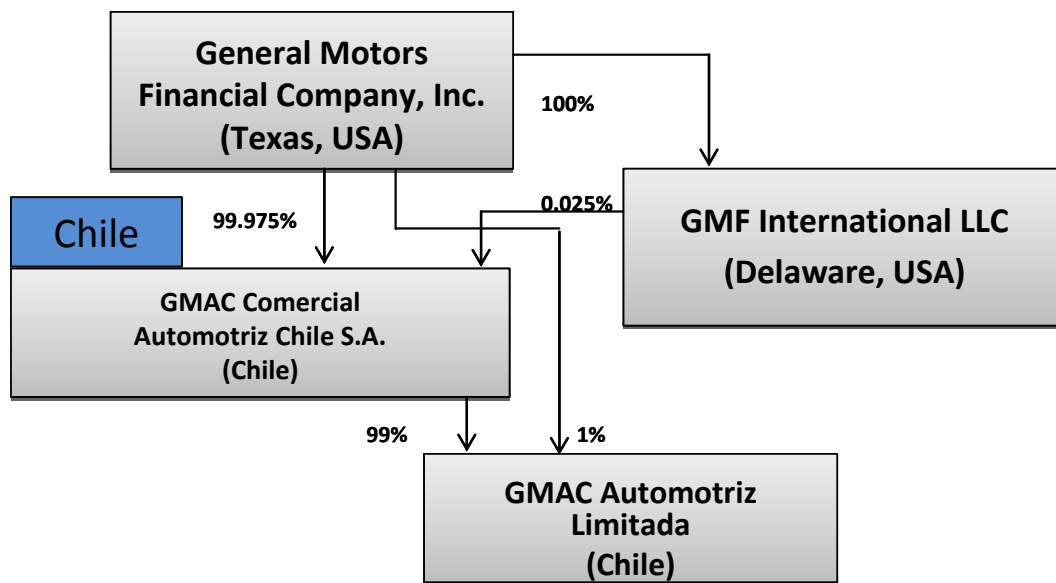 General Motors
Financial Company, Inc.
(Texas, USA)
100%
99.975%
0.025%
GMF International LLC
(Delaware, USA)
Chile
GMAC Comercial
Automotriz Chile S.A.
(Chile)
99%
1%
GMAC Automotriz
Limitada
(Chile)